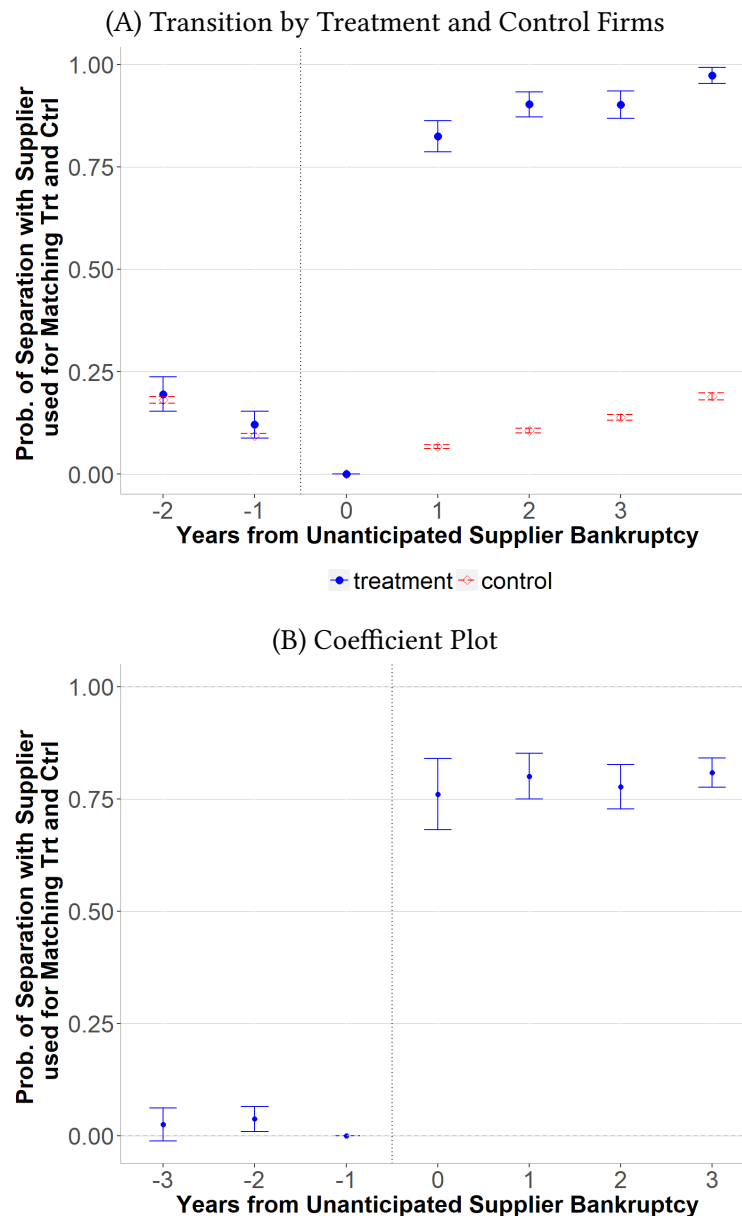 (A) Transition by Treatment and Control Firms
Prob. of Separation with Supplier
used for Matching Trt and Ctrl
1.00
0.75
0.50
0.25
0.00
-2 -1 0 1 2 3
Years from Unanticipated Supplier Bankruptcy
treatment control
(B) Coefficient Plot
Prob. of Separation with Supplier
used for Matching Trt and Ctrl
1.00
0.75
0.50
0.25
0.00
-3 -2 -1 0 1 2 3
Years from Unanticipated Supplier Bankruptcy